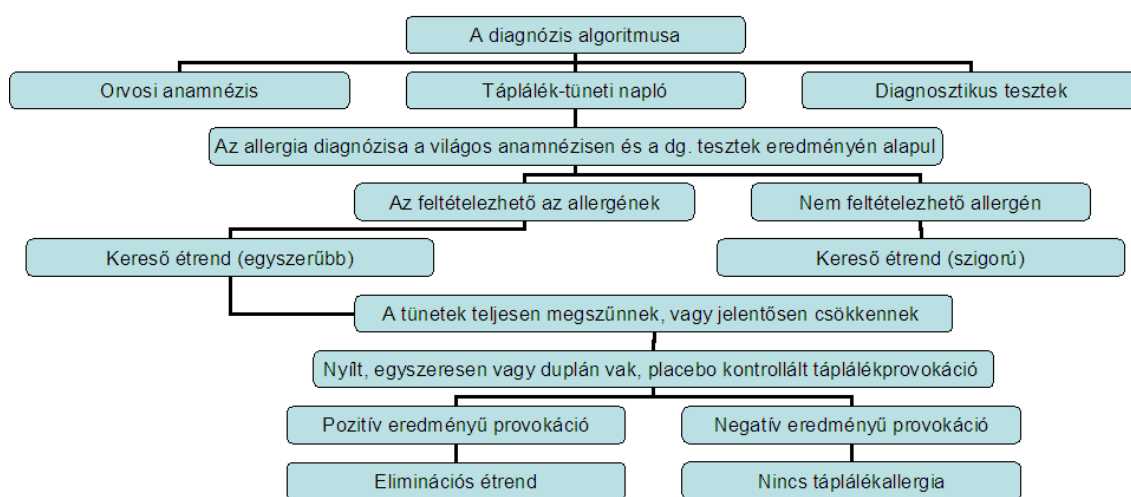 A diagnózis algoritmusa
Orvosi anamnézis
Táplálék-tüneti napló
Diagnosztikus tesztek
Az allergia diagnózisa a világos anamnézisen és a dg. tesztek eredményén alapul
Az feltételezhető az allergének
Nem feltételezhető allergén
Kereső étrend (egyszerűbb)
Kereső étrend (szigorú)
A tünetek teljesen megszűnnek, vagy jelentősen csökkennek
Nyílt, egyszeresen vagy duplán vak, placebo kontrollált táplálékprovokáció
Pozitív eredményű provokáció
Negatív eredményű provokáció
Eliminációs étrend
Nincs táplálékallergia